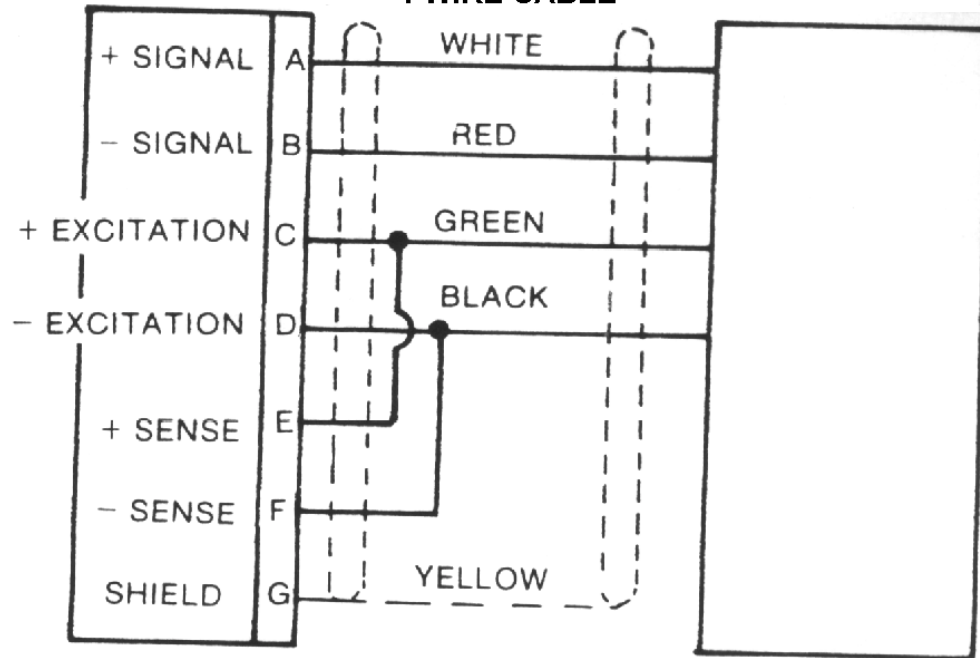 + SIGNAL A WHITE
− SIGNAL B RED
+ EXCITATION C GREEN
− EXCITATION D BLACK
+ SENSE E
− SENSE F
SHIELD G YELLOW